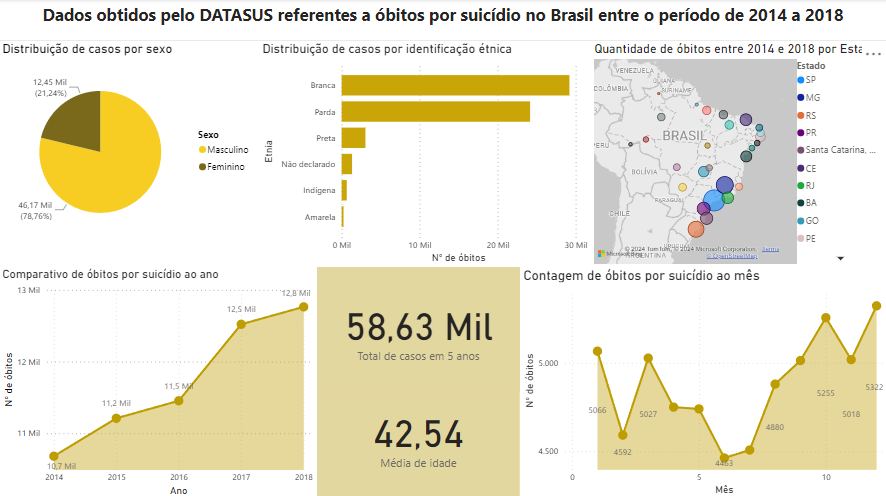 Dados obtidos pelo DATASUS referentes a óbitos por suicídio no Brasil entre o período de 2014 a 2018
Distribuição de casos por sexo
12,45 Mil
(21,24%)
46,17 Mil
(78,76%)
Sexo
Masculino
Feminino
Distribuição de casos por identificação étnica
Etnia
Branca
Parda
Preta
Não declarado
Indígena
Amarela
0 Mil
10 Mil
20 Mil
30 Mil
N° de óbitos
Quantidade de óbitos entre 2014 e 2018 por Esta...
VENEZUELA
GUIANA
SURINAME
COLÔMBIA
BRASIL
PERU
BOLÍVIA
PARAGUAI
CHILE
ARGENTINA
© 2024 TomTom, © 2024 Microsoft Corporation
Terms
© OpenStreetMap
Estado
SP
MG
RS
PR
Santa Catarina, ...
CE
RJ
BA
GO
PE
Comparativo de óbitos por suicídio ao ano
N° de óbitos
13 Mil
12 Mil
11 Mil
10,7 Mil
11,2 Mil
11,5 Mil
12,5 Mil
12,8 Mil
2014
2015
2016
2017
2018
Ano
58,63 Mil
Total de casos em 5 anos
42,54
Média de idade
Contagem de óbitos por suicídio ao mês
N° de óbitos
5.000
4.500
5066
4592
5027
4463
4880
5255
5018
5322
0
5
10
Mês